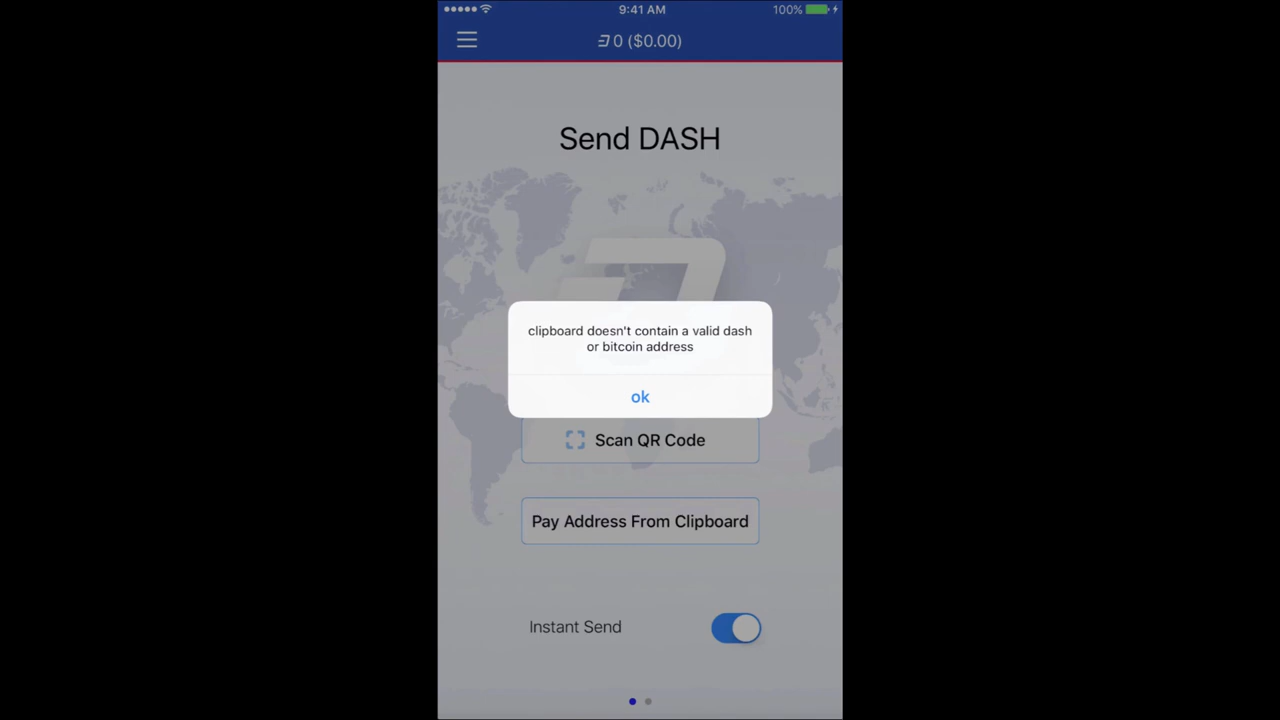 9:41 AM
100%
0 ($0.00)
Send DASH
clipboard doesn't contain a valid dash
or bitcoin address
ok
Scan QR Code
Pay Address From Clipboard
Instant Send